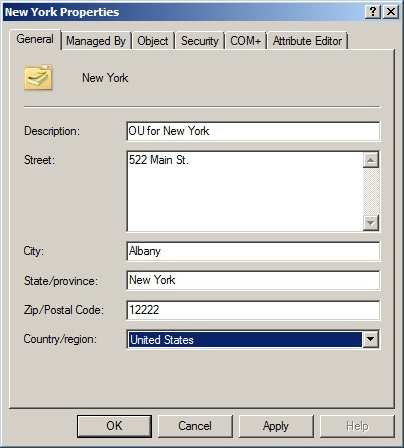 New York Properties
General Managed By Object Security COM+ Attribute Editor
New York
Description: OU for New York
Street: 522 Main St.
City: Albany
State/province: New York
Zip/Postal Code: 12222
Country/region: United States
OK Cancel Apply Help